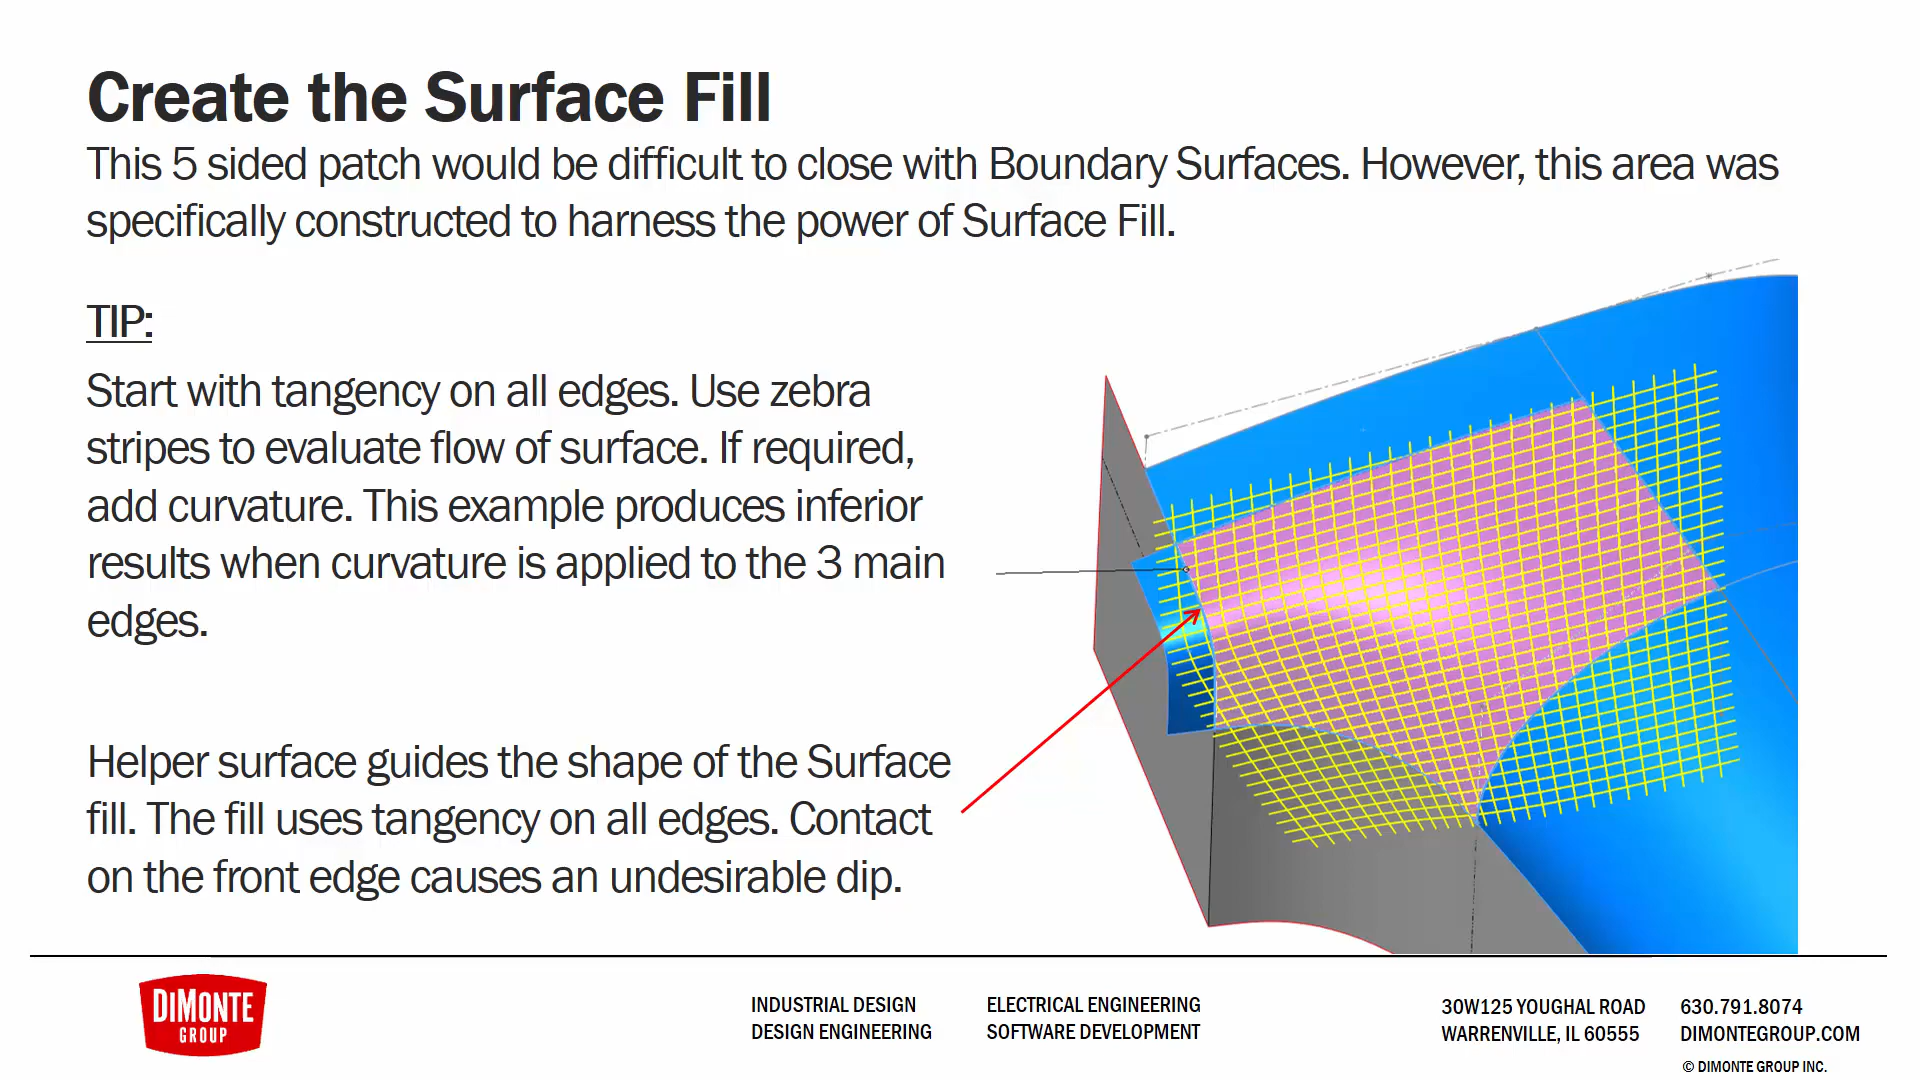 Create the Surface Fill
This 5 sided patch would be difficult to close with Boundary Surfaces. However, this area was
specifically constructed to harness the power of Surface Fill.
TIP:
Start with tangency on all edges. Use zebra
stripes to evaluate flow of surface. If required,
add curvature. This example produces inferior
results when curvature is applied to the 3 main
edges.
Helper surface guides the shape of the Surface
fill. The fill uses tangency on all edges. Contact
on the front edge causes an undesirable dip.
DIMONTE
GROUP
INDUSTRIAL DESIGN
DESIGN ENGINEERING
ELECTRICAL ENGINEERING
SOFTWARE DEVELOPMENT
30W125 YOUGHAL ROAD
WARRENVILLE, IL 60555
630.791.8074
DIMONTEGROUP.COM
© DIMONTE GROUP INC.